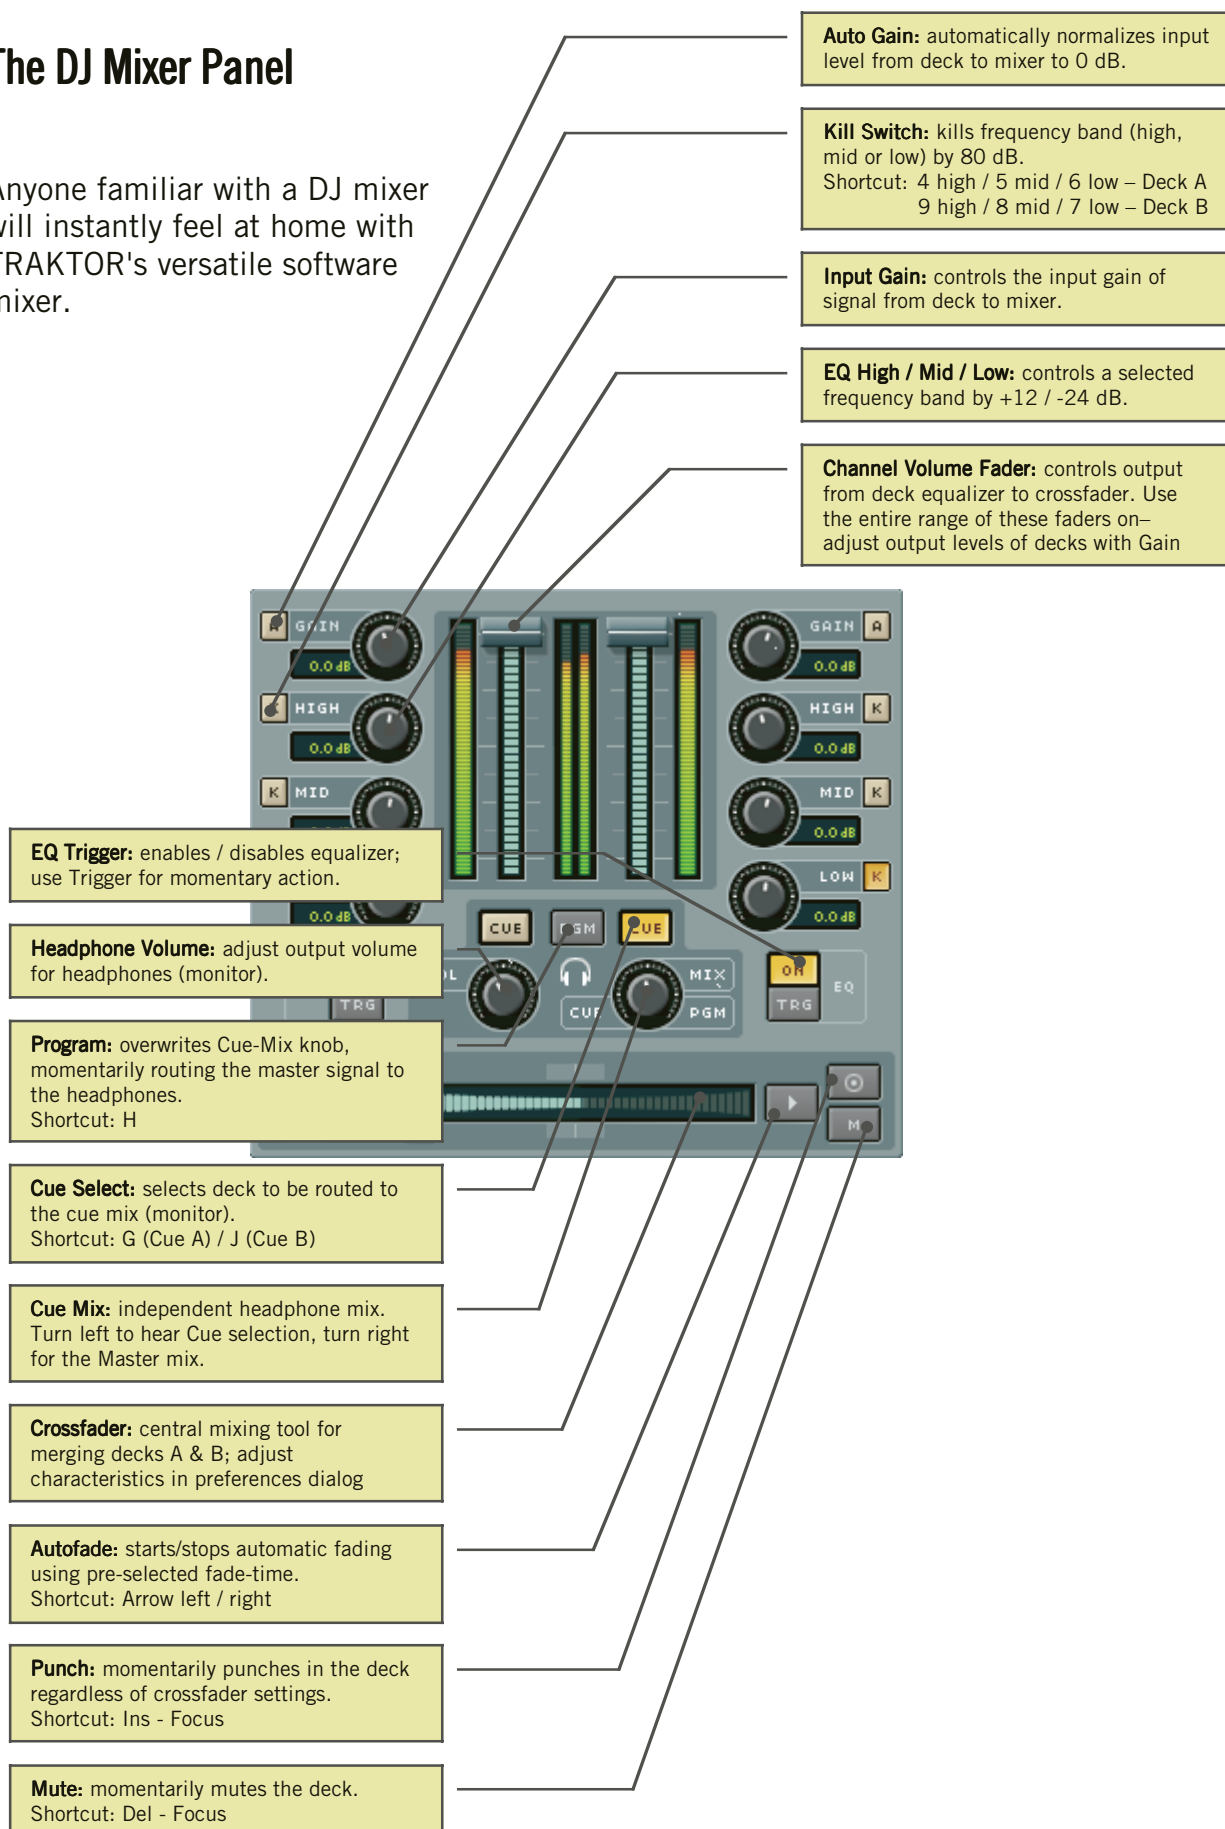 The DJ Mixer Panel
Anyone familiar with a DJ mixer
will instantly feel at home with
TRAKTOR's versatile software
mixer.
Auto Gain: automatically normalizes input
level from deck to mixer to 0 dB.
Kill Switch: kills frequency band (high,
mid or low) by 80 dB.
Shortcut: 4 high / 5 mid / 6 low – Deck A
9 high / 8 mid / 7 low – Deck B
Input Gain: controls the input gain of
signal from deck to mixer.
EQ High / Mid / Low: controls a selected
frequency band by +12 / -24 dB.
Channel Volume Fader: controls output
from deck equalizer to crossfader. Use
the entire range of these faders on–
adjust output levels of decks with Gain
A GAIN
0.0 dB
GAIN A
0.0 dB
K HIGH
0.0 dB
HIGH K
0.0 dB
K MID
MID K
0.0 dB
LOW K
0.0 dB
0.0 dB
CUE PGM CUE
MIX
CUE PGM
ON
TRG
EQ
TRG
M
EQ Trigger: enables / disables equalizer;
use Trigger for momentary action.
Headphone Volume: adjust output volume
for headphones (monitor).
Program: overwrites Cue-Mix knob,
momentarily routing the master signal to
the headphones.
Shortcut: H
Cue Select: selects deck to be routed to
the cue mix (monitor).
Shortcut: G (Cue A) / J (Cue B)
Cue Mix: independent headphone mix.
Turn left to hear Cue selection, turn right
for the Master mix.
Crossfader: central mixing tool for
merging decks A & B; adjust
characteristics in preferences dialog
Autofade: starts/stops automatic fading
using pre-selected fade-time.
Shortcut: Arrow left / right
Punch: momentarily punches in the deck
regardless of crossfader settings.
Shortcut: Ins - Focus
Mute: momentarily mutes the deck.
Shortcut: Del - Focus